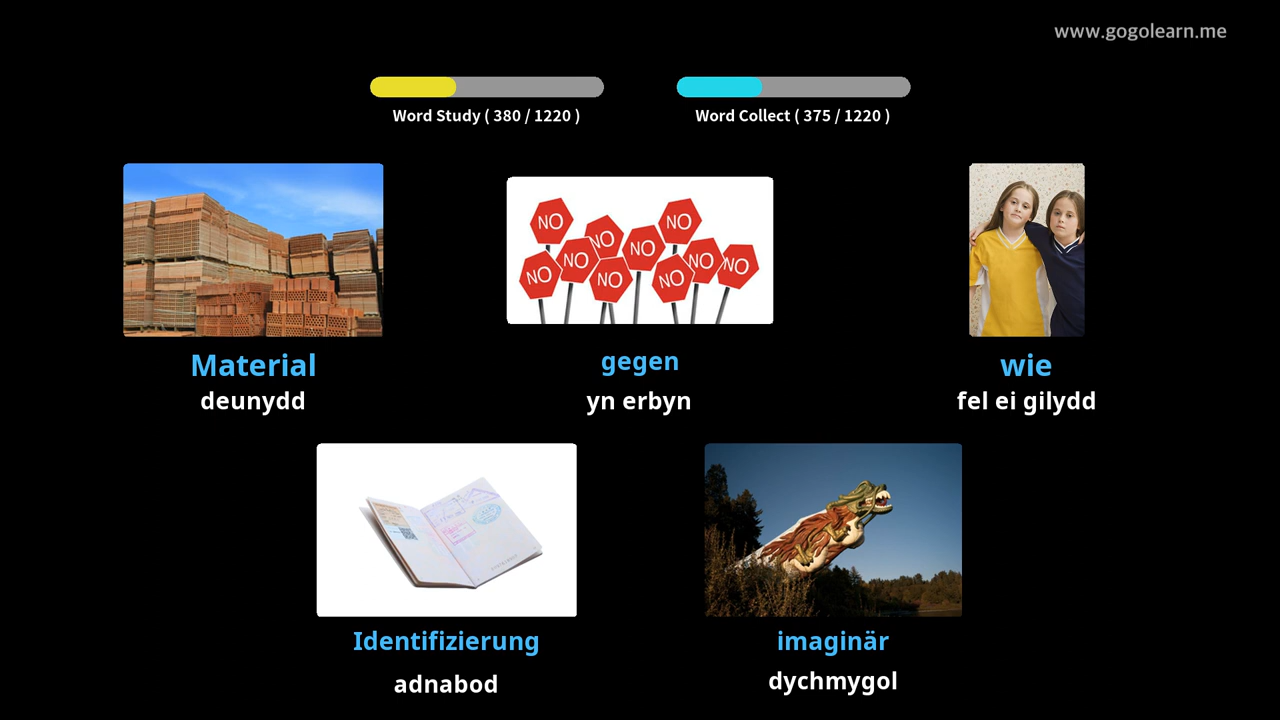 www.gogolearn.me
Word Study ( 380 / 1220 )
Word Collect ( 375 / 1220 )
NO
NO
NO
NO
NO
NO
NO
NO
NO
NO
Material
deunydd
gegen
yn erbyn
wie
fel ei gilydd
Identifizierung
adnabod
imaginär
dychmygol